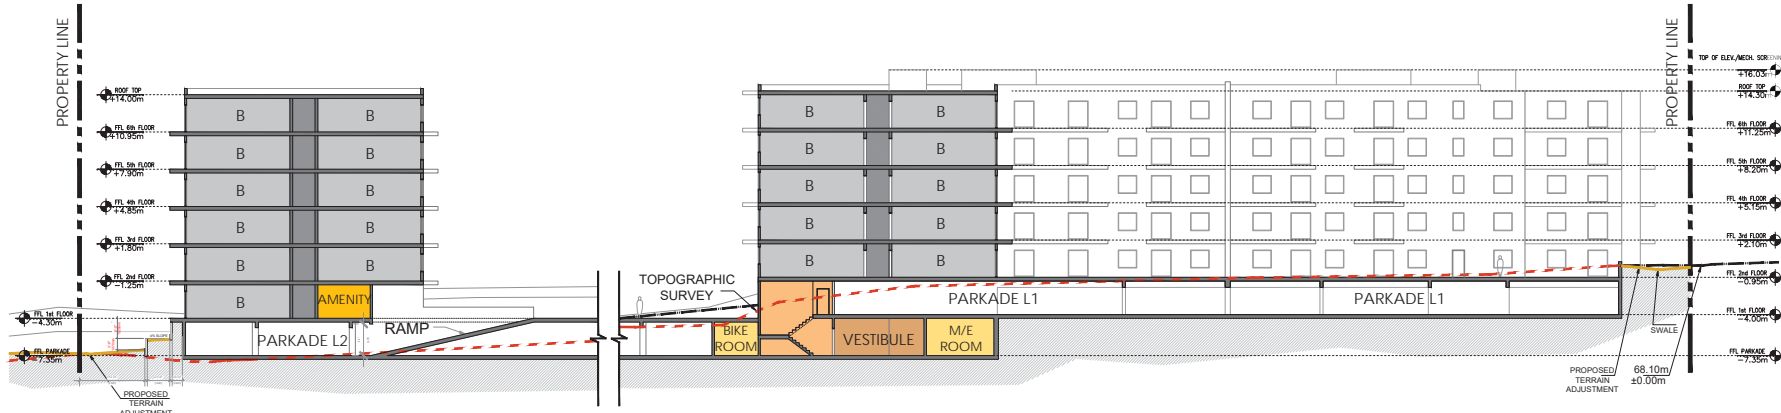 PROPERTY LINE
ROOF TOP
+14.00m
FFL 6th FLOOR
+10.95m
FFL 5th FLOOR
+7.90m
FFL 4th FLOOR
+4.85m
FFL 3rd FLOOR
+1.80m
FFL 2nd FLOOR
-1.25m
FFL 1st FLOOR
-4.30m
FFL PARKADE
-7.35m
PROPOSED
TERRAIN
ADJUSTMENT
B B
B B
B B
B B
B B
B AMENITY
PARKADE L2
RAMP
TOPOGRAPHIC
SURVEY
B B
B B
B B
B B
B B
BIKE
ROOM
VESTIBULE
M/E
ROOM
PARKADE L1
PARKADE L1
PROPERTY LINE
TOP OF ELEV./MECH. SCREENING
+16.03m
ROOF TOP
+14.30m
FFL 6th FLOOR
+11.25m
FFL 5th FLOOR
+8.20m
FFL 4th FLOOR
+5.15m
FFL 3rd FLOOR
+2.10m
FFL 2nd FLOOR
-0.95m
FFL 1st FLOOR
-4.00m
FFL PARKADE
-7.35m
SWALE
PROPOSED
TERRAIN
ADJUSTMENT
68.10m
±0.00m